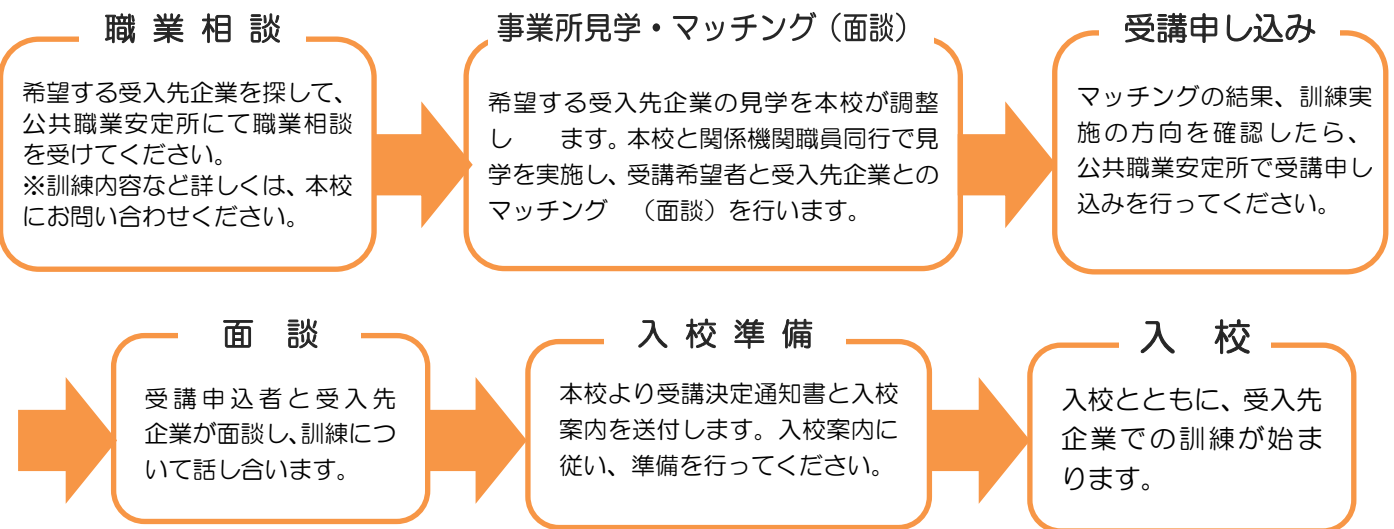 職業相談
希望する受入先企業を探して、
公共職業安定所にて職業相談
を受けてください。
※訓練内容など詳しくは、本校
にお問い合わせください。
事業所見学・マッチング（面談）
希望する受入先企業の見学を本校が調整
し　　ます。本校と関係機関職員同行で見
学を実施し、受講希望者と受入先企業との
マッチング　（面談）を行います。
受講申し込み
マッチングの結果、訓練実
施の方向を確認したら、
公共職業安定所で受講申し
込みを行ってください。
面　談
受講申込者と受入先
企業が面談し、訓練につ
いて話し合います。
入校準備
本校より受講決定通知書と入校
案内を送付します。入校案内に
従い、準備を行ってください。
入　校
入校とともに、受入先
企業での訓練が始ま
ります。